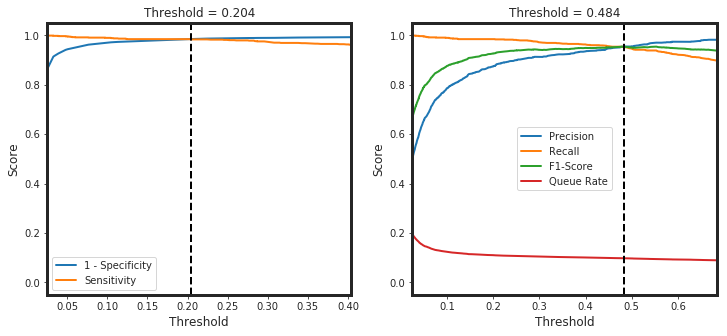 Threshold = 0.204
Score
1.0
0.8
0.6
0.4
0.2
0.0
1 - Specificity
Sensitivity
0.05 0.10 0.15 0.20 0.25 0.30 0.35 0.40
Threshold
Threshold = 0.484
Score
1.0
0.8
0.6
0.4
0.2
0.0
Precision
Recall
F1-Score
Queue Rate
0.1 0.2 0.3 0.4 0.5 0.6
Threshold